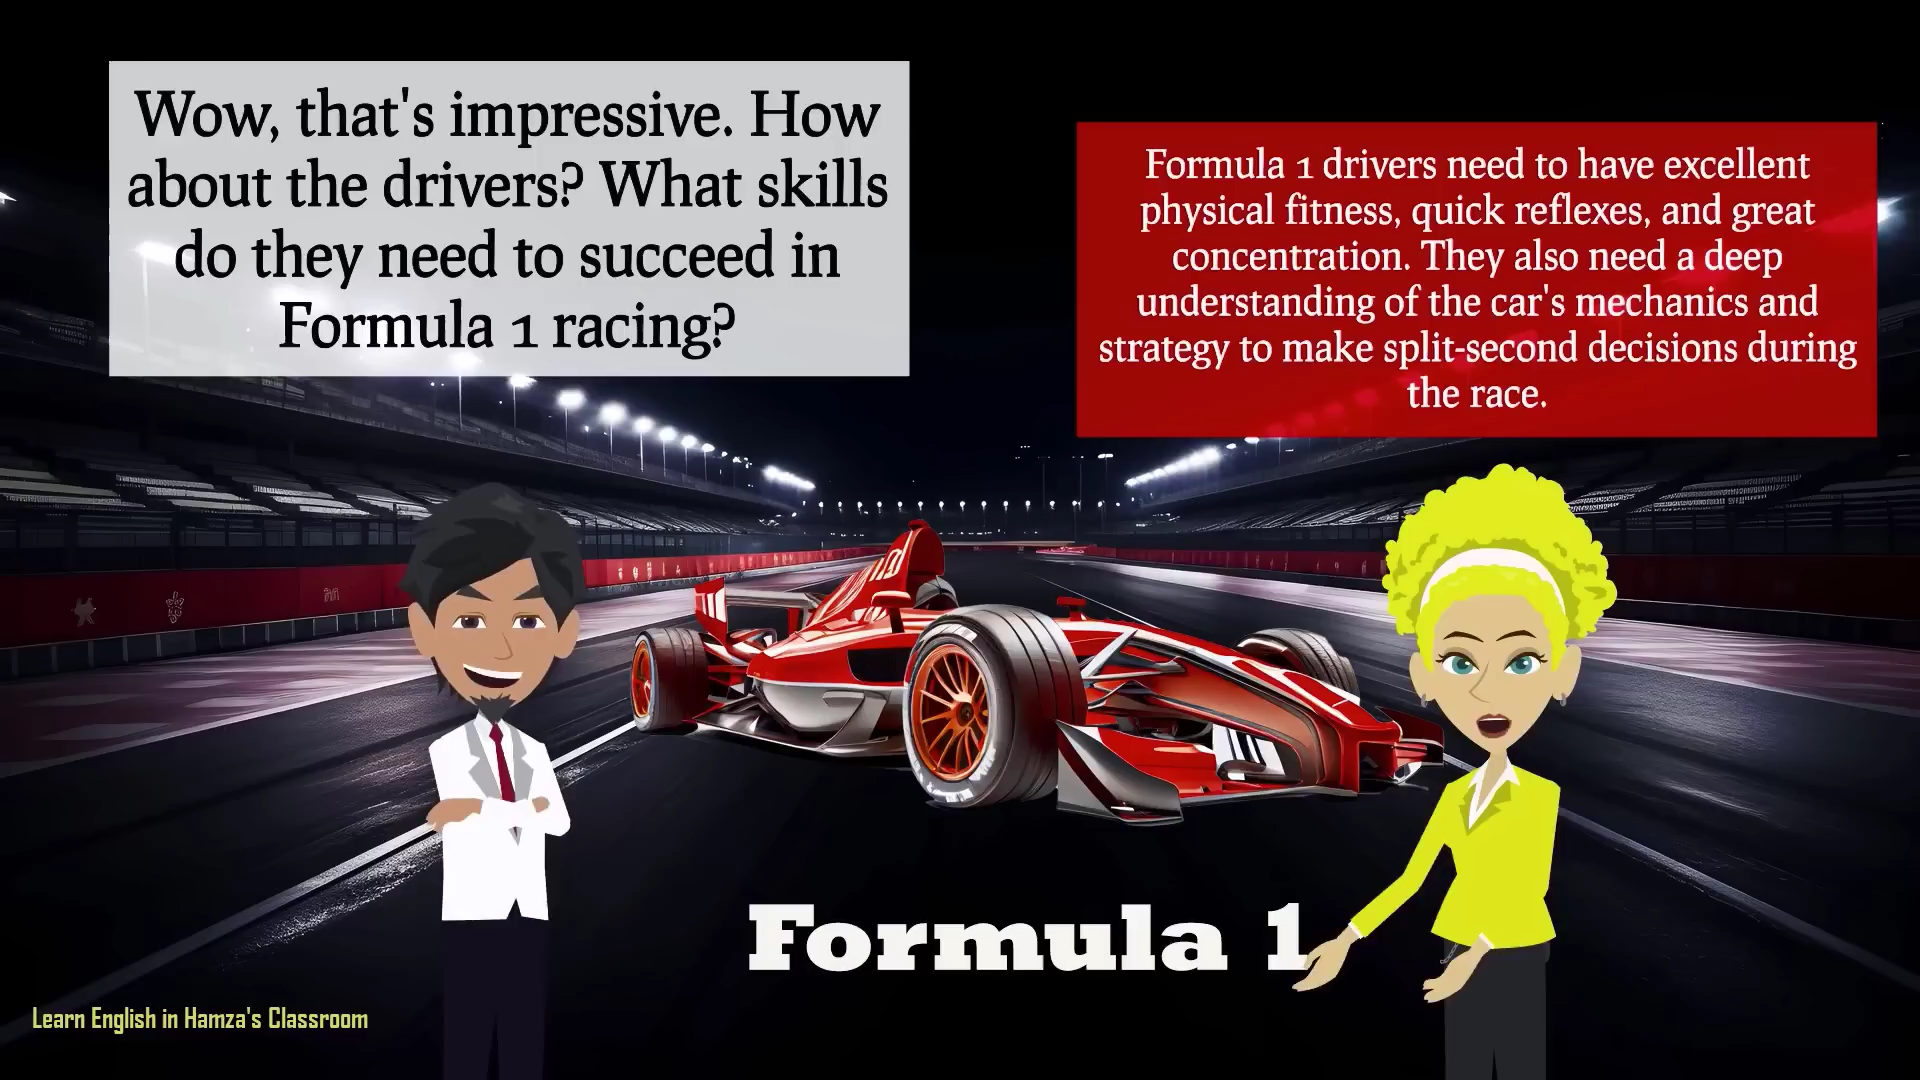 Wow, that's impressive. How
about the drivers? What skills
do they need to succeed in
Formula 1 racing?
Formula 1 drivers need to have excellent
physical fitness, quick reflexes, and great
concentration. They also need a deep
understanding of the car's mechanics and
strategy to make split-second decisions during
the race.
Formula 1
Learn English in Hamza's Classroom